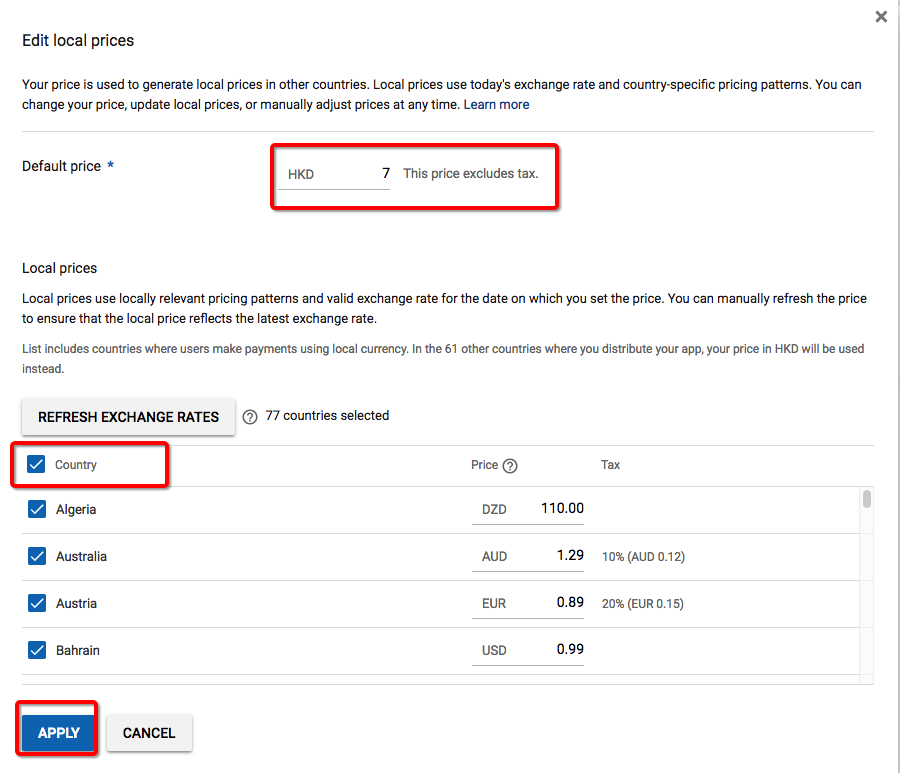 Edit local prices
Your price is used to generate local prices in other countries. Local prices use today's exchange rate and country-specific pricing patterns. You can
change your price, update local prices, or manually adjust prices at any time. Learn more
Default price *
HKD 7 This price excludes tax.
Local prices
Local prices use locally relevant pricing patterns and valid exchange rate for the date on which you set the price. You can manually refresh the price
to ensure that the local price reflects the latest exchange rate.
List includes countries where users make payments using local currency. In the 61 other countries where you distribute your app, your price in HKD will be used
instead.
REFRESH EXCHANGE RATES ? 77 countries selected
Country Price ? Tax
Algeria DZD 110.00
Australia AUD 1.29 10% (AUD 0.12)
Austria EUR 0.89 20% (EUR 0.15)
Bahrain USD 0.99
APPLY CANCEL